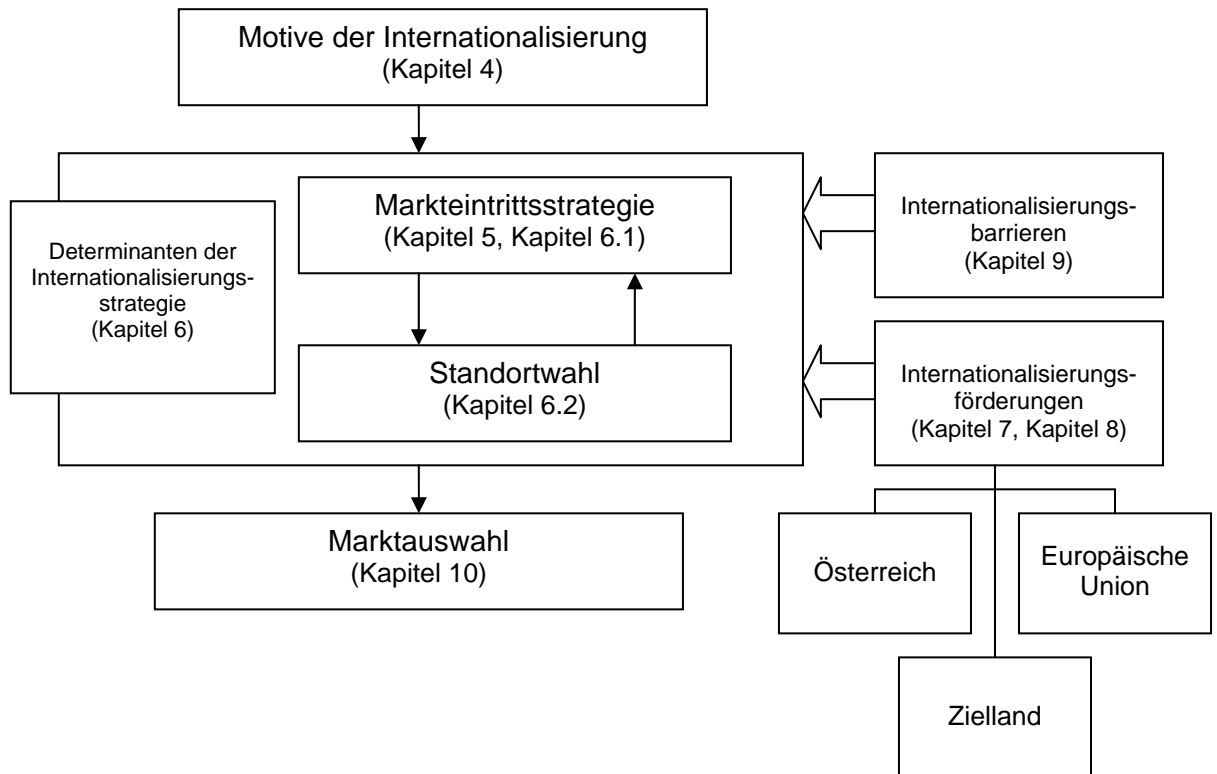 Motive der Internationalisierung
(Kapitel 4)
Determinanten der
Internationalisierungs-
strategie
(Kapitel 6)
Markteintrittsstrategie
(Kapitel 5, Kapitel 6.1)
Standortwahl
(Kapitel 6.2)
Internationalisierungs-
barrieren
(Kapitel 9)
Internationalisierungs-
förderungen
(Kapitel 7, Kapitel 8)
Marktauswahl
(Kapitel 10)
Österreich
Europäische
Union
Zielland